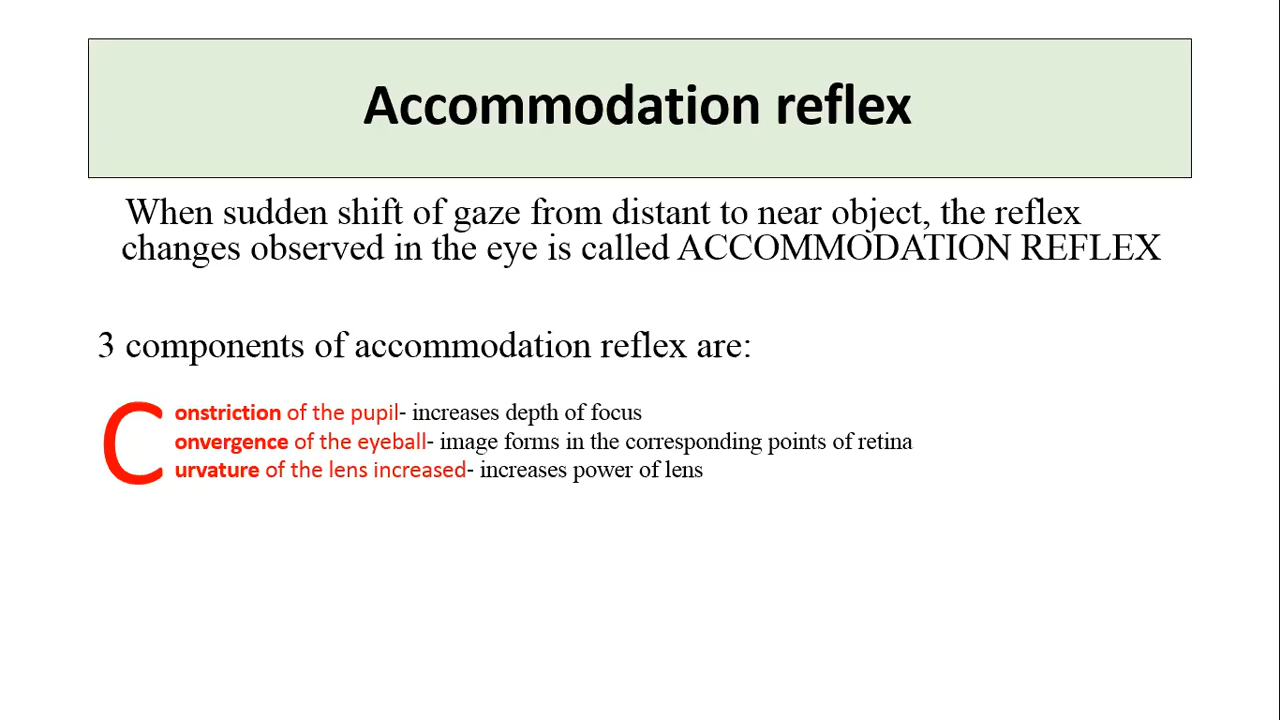 Accommodation reflex
When sudden shift of gaze from distant to near object, the reflex
changes observed in the eye is called ACCOMMODATION REFLEX
3 components of accommodation reflex are:
C
onstriction of the pupil- increases depth of focus
onvergence of the eyeball- image forms in the corresponding points of retina
urvature of the lens increased- increases power of lens